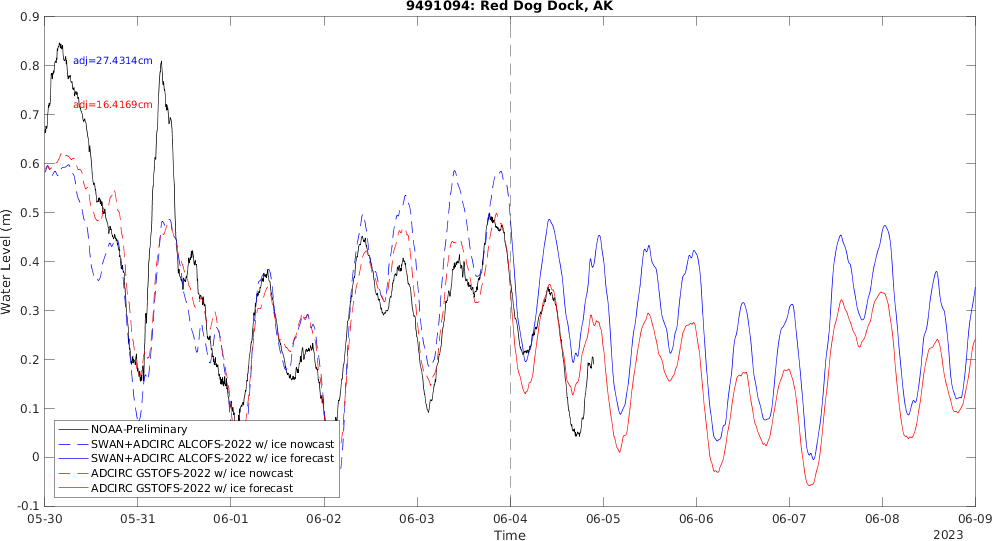 9491094: Red Dog Dock, AK
0.9
0.8
0.7
0.6
0.5
0.4
0.3
0.2
0.1
0
-0.1
Water Level (m)
adj=27.4314cm
adj=16.4169cm
NOAA-Preliminary
SWAN+ADCIRC ALCOFS-2022 w/ ice nowcast
SWAN+ADCIRC ALCOFS-2022 w/ ice forecast
ADCIRC GSTOFS-2022 w/ ice nowcast
ADCIRC GSTOFS-2022 w/ ice forecast
05-30 05-31 06-01 06-02 06-03 06-04 06-05 06-06 06-07 06-08 06-09
Time
2023